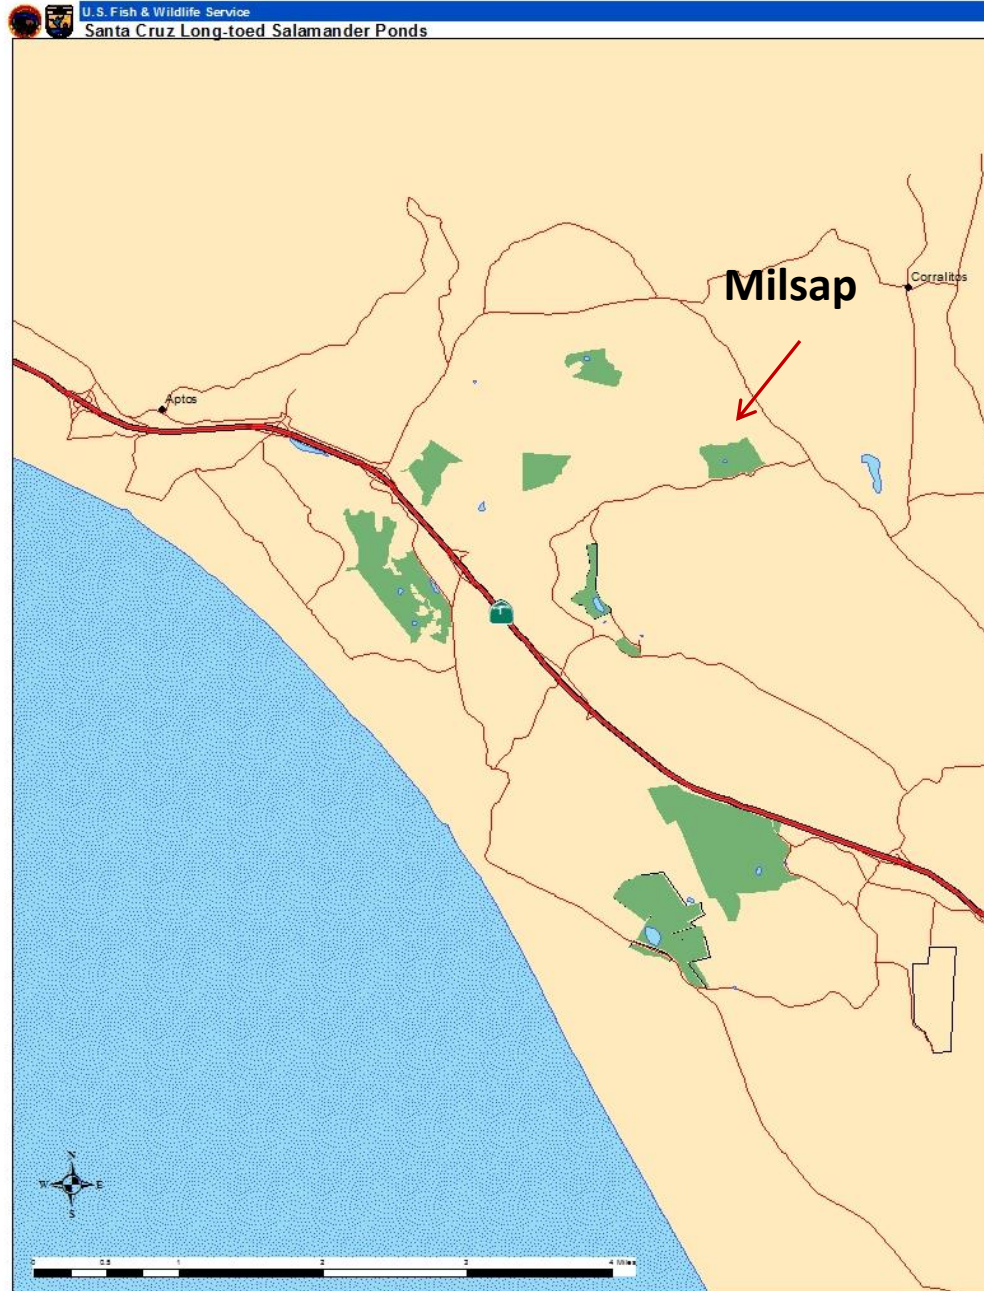 U.S. Fish & Wildlife Service
Santa Cruz Long-toed Salamander Ponds
Milsap
Corralitos
Aptos
1
N
W E
S
0 0.5 1 2 3 4 Miles